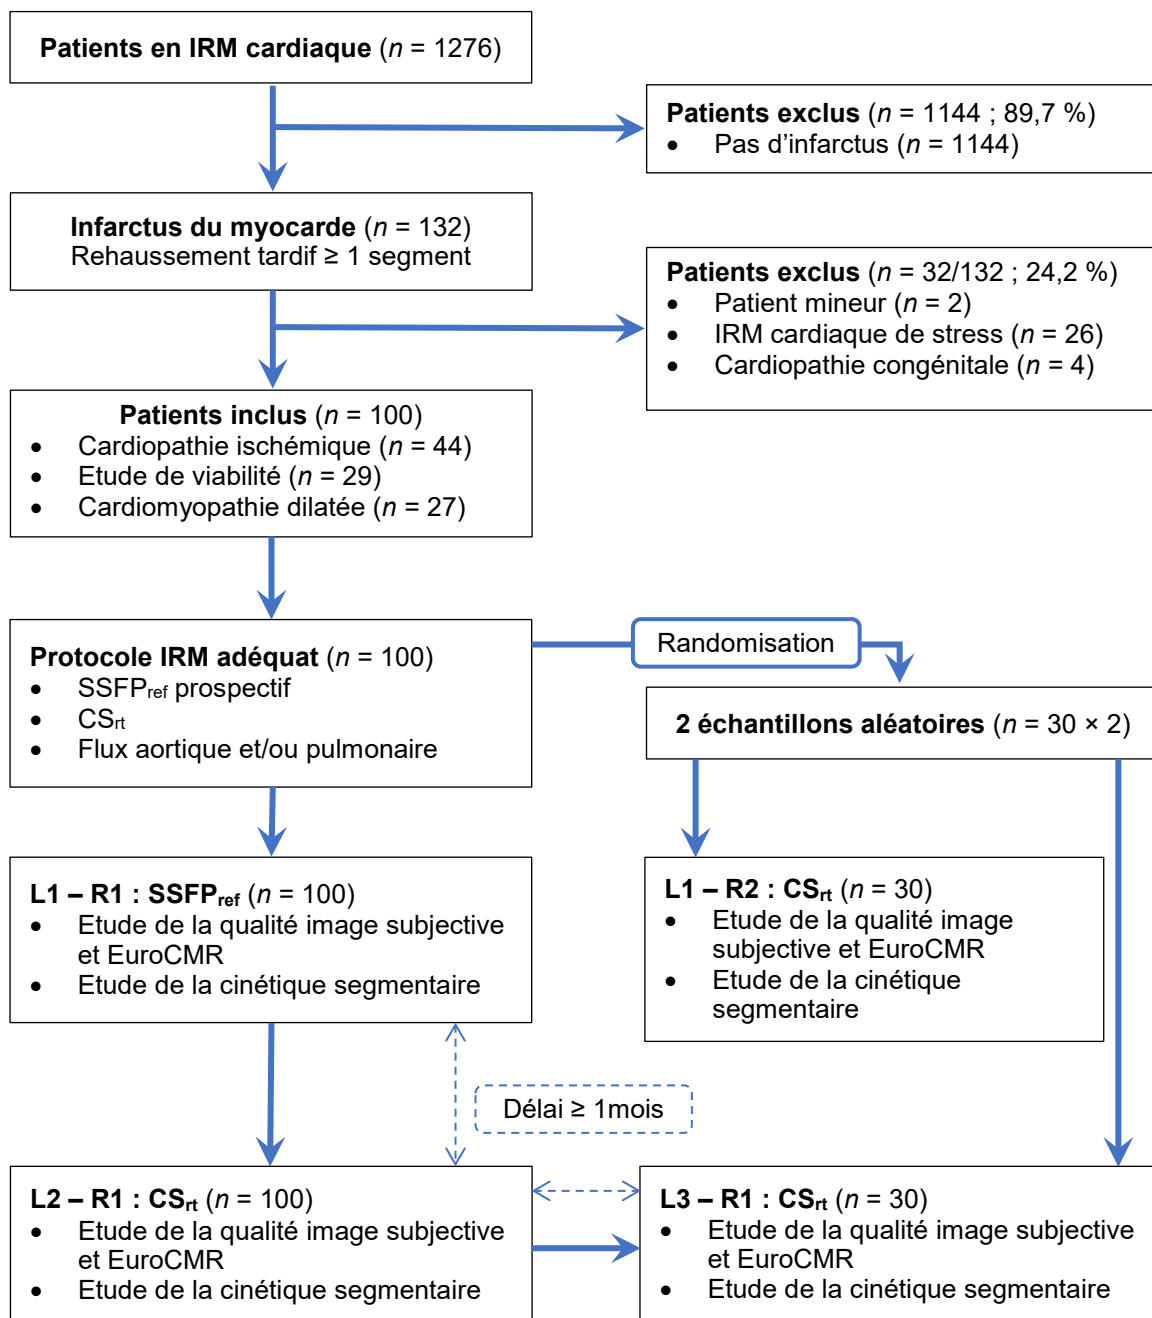 Patients en IRM cardiaque (n = 1276)
Patients exclus (n = 1144 ; 89,7 %)
• Pas d'infarctus (n = 1144)
Infarctus du myocarde (n = 132)
Rehaussement tardif ≥ 1 segment
Patients exclus (n = 32/132 ; 24,2 %)
• Patient mineur (n = 2)
• IRM cardiaque de stress (n = 26)
• Cardiopathie congénitale (n = 4)
Patients inclus (n = 100)
• Cardiopathie ischémique (n = 44)
• Etude de viabilité (n = 29)
• Cardiomyopathie dilatée (n = 27)
Protocole IRM adéquat (n = 100)
• SSFPref prospectif
• CSrt
• Flux aortique et/ou pulmonaire
Randomisation
2 échantillons aléatoires (n = 30 × 2)
L1 – R1 : SSFPref (n = 100)
• Etude de la qualité image subjective
et EuroCMR
• Etude de la cinétique segmentaire
L1 – R2 : CSrt (n = 30)
• Etude de la qualité image
subjective et EuroCMR
• Etude de la cinétique
segmentaire
Délai ≥ 1mois
L2 – R1 : CSrt (n = 100)
• Etude de la qualité image subjective
et EuroCMR
• Etude de la cinétique segmentaire
L3 – R1 : CSrt (n = 30)
• Etude de la qualité image subjective
et EuroCMR
• Etude de la cinétique segmentaire